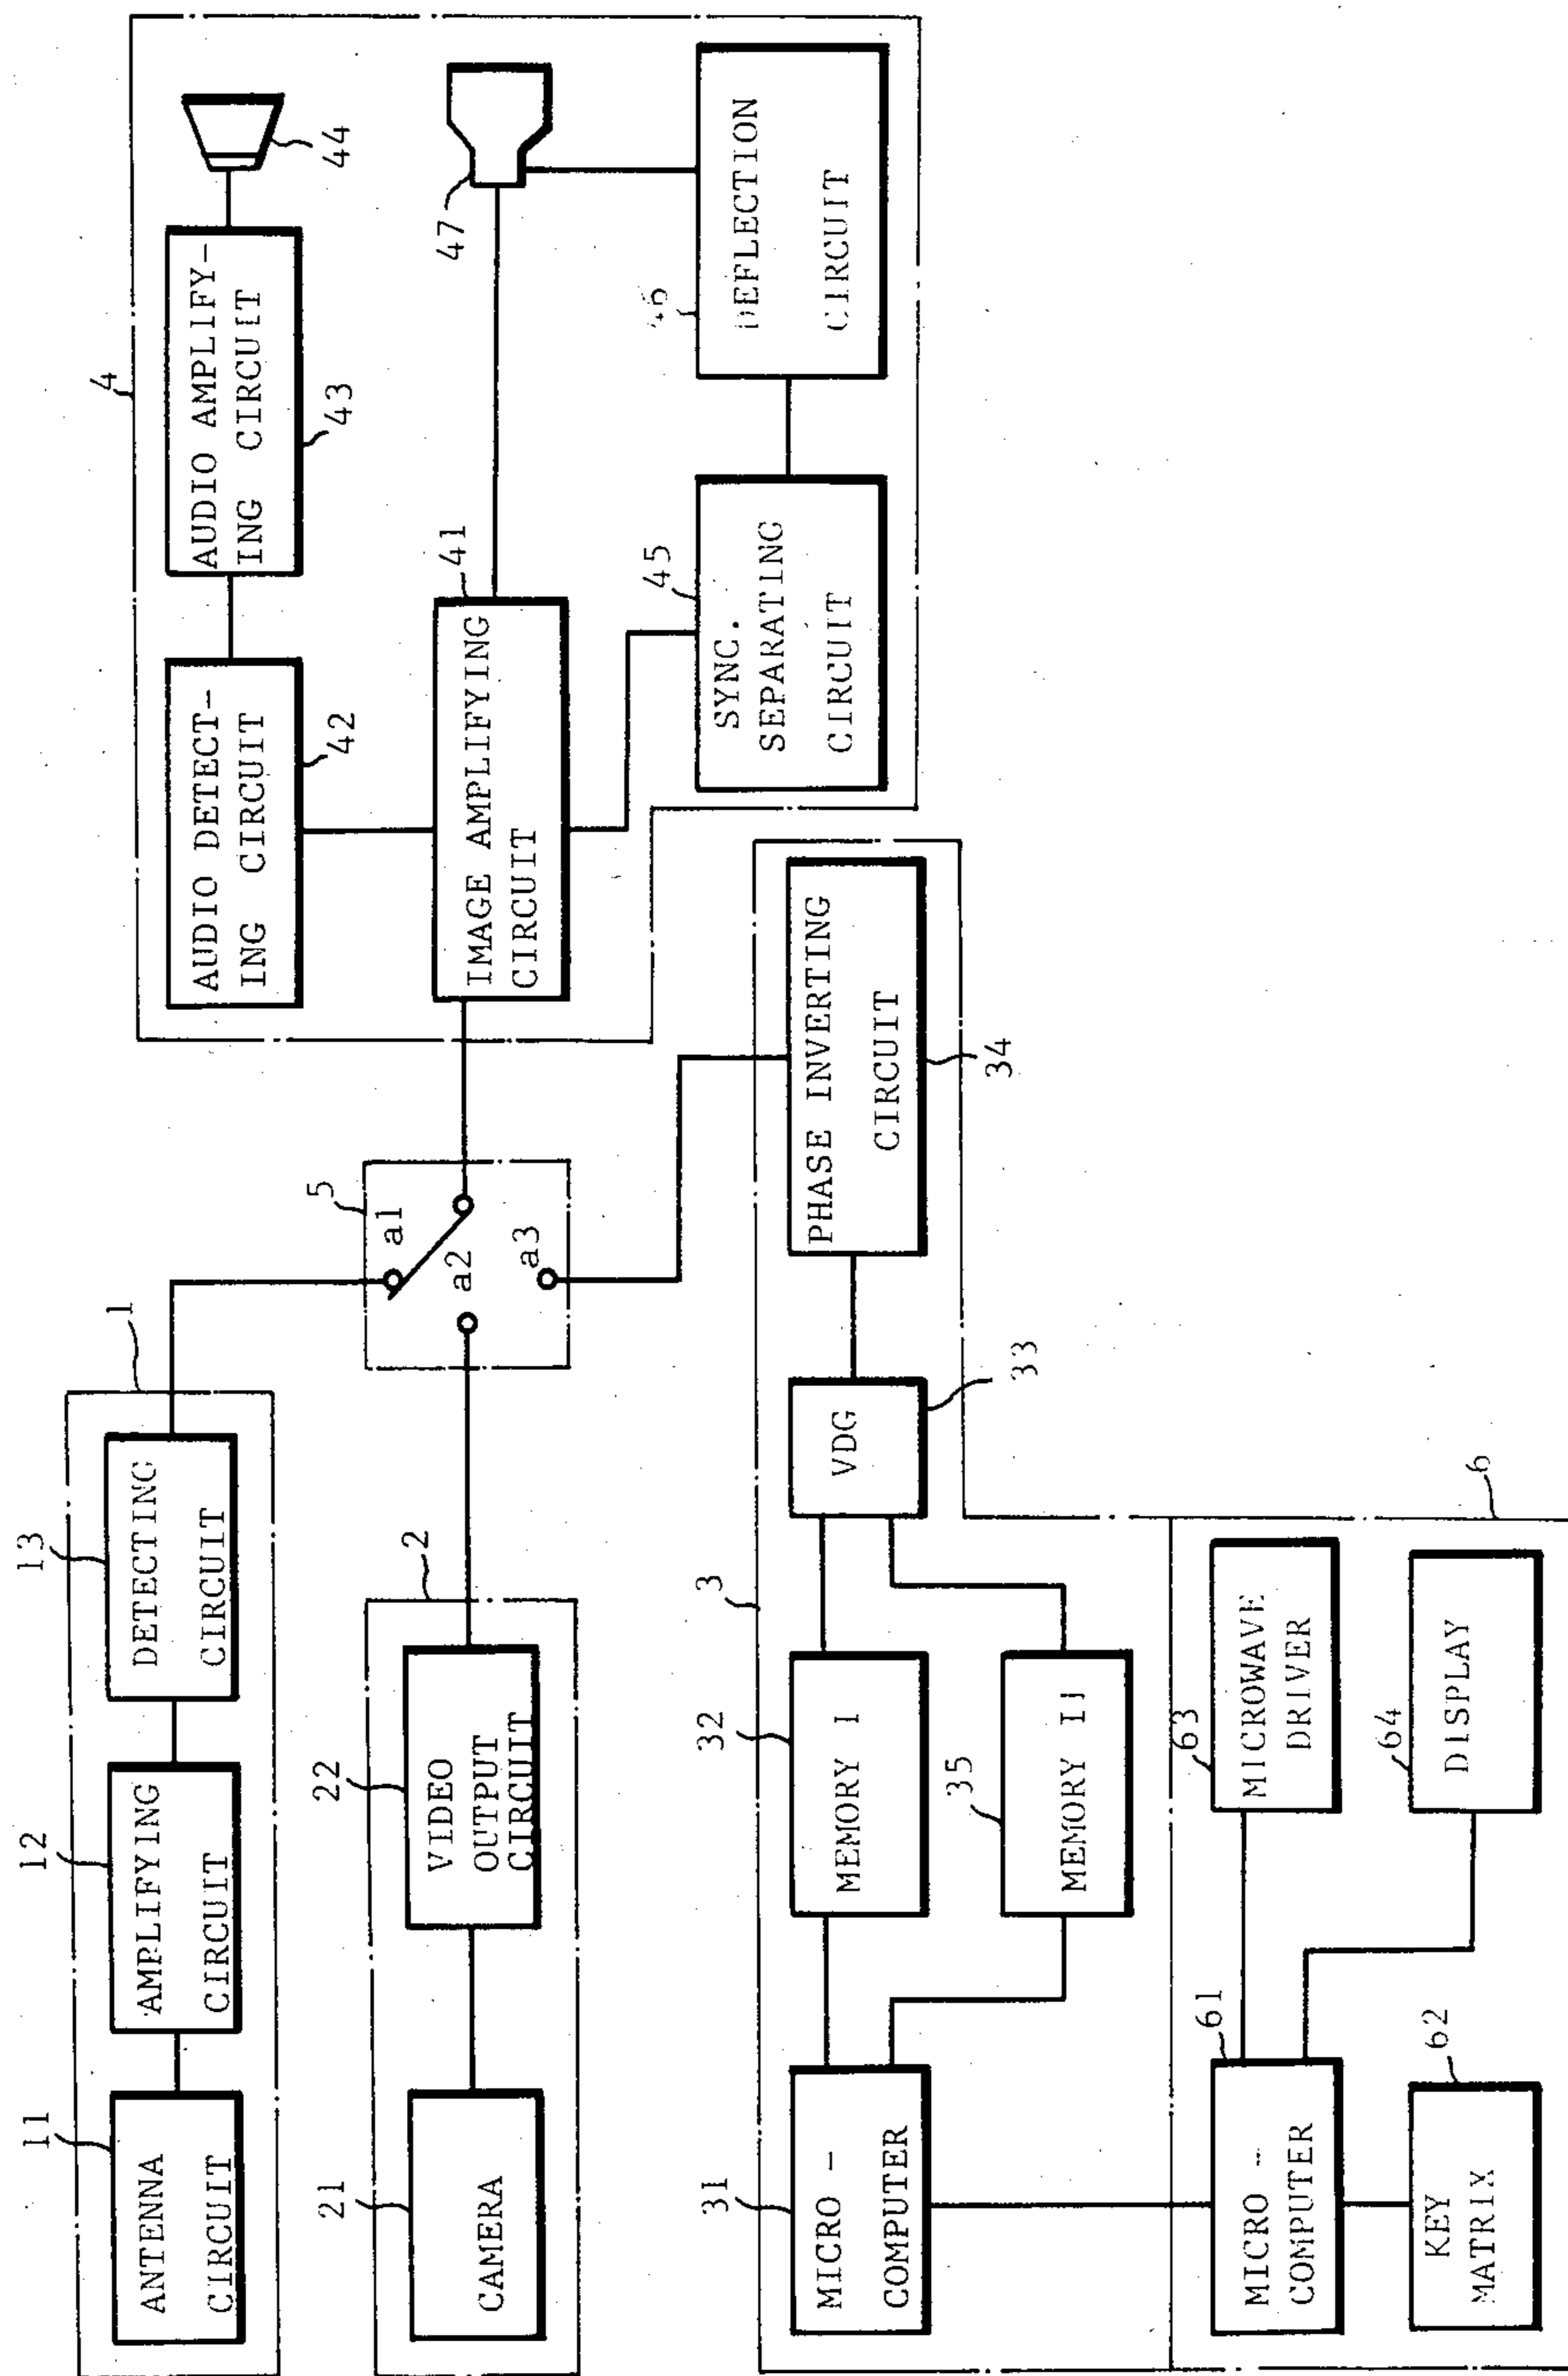 1
11
ANTENNA
CIRCUIT
12
AMPLIFYING
CIRCUIT
13
DETECTING
CIRCUIT
2
21
CAMERA
22
VIDEO
OUTPUT
CIRCUIT
5
a1
a2
a3
4
AUDIO DETECT-
ING CIRCUIT
42
AUDIO AMPLIFY-
ING CIRCUIT
43
44
IMAGE AMPLIFYING
CIRCUIT
41
47
45
SYNC.
SEPARATING
CIRCUIT
46
DEFLECTION
CIRCUIT
3
31
MICRO-
COMPUTER
32
MEMORY I
35
MEMORY II
VDG
33
PHASE INVERTING
CIRCUIT
34
6
61
MICRO-
COMPUTER
62
KEY
MATRIX
63
MICROWAVE
DRIVER
64
DISPLAY